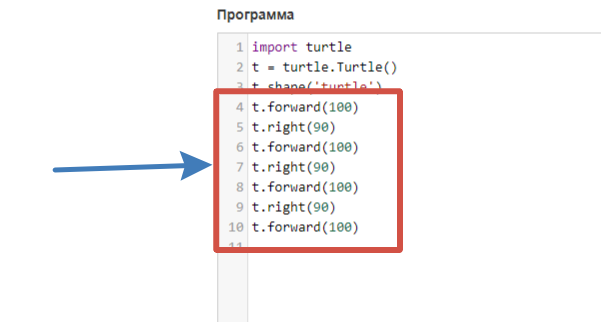 Программа
1 import turtle
2 t = turtle.Turtle()
3 t.shape('turtle')
4 t.forward(100)
5 t.right(90)
6 t.forward(100)
7 t.right(90)
8 t.forward(100)
9 t.right(90)
10 t.forward(100)
11